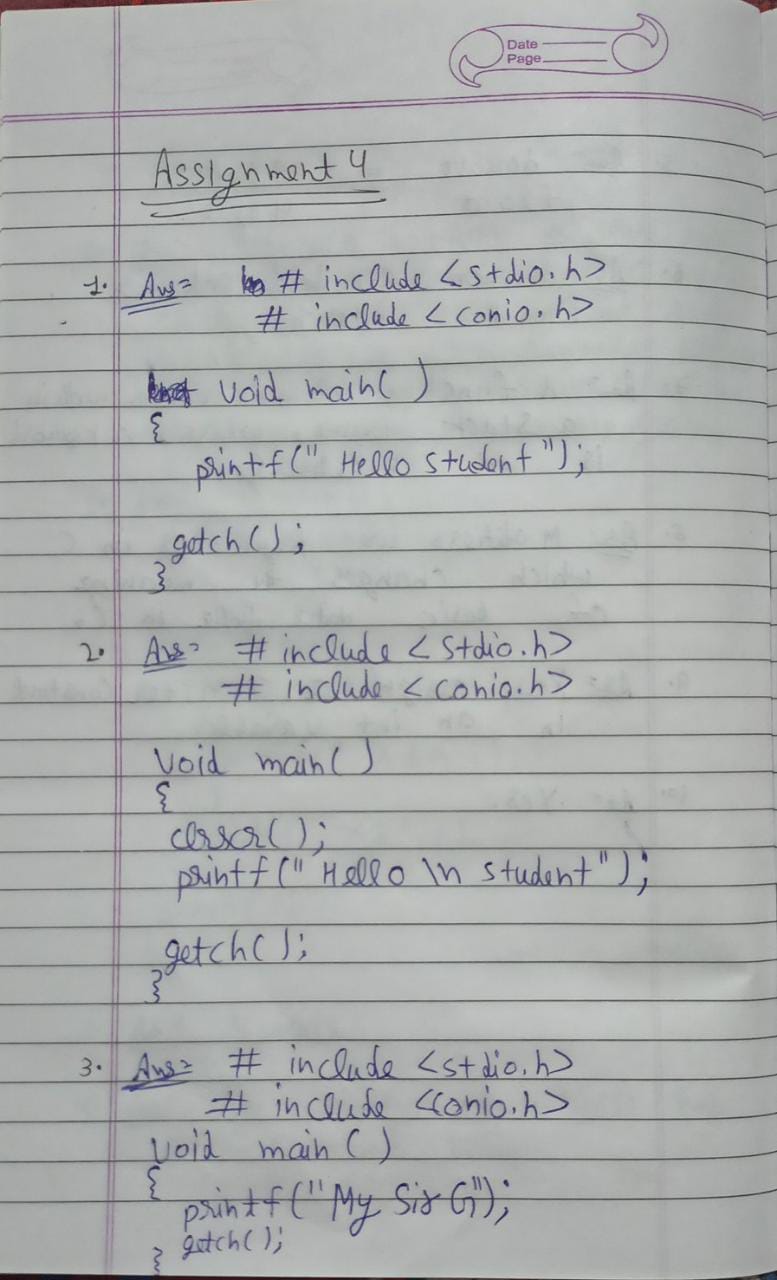 Date
Page
Assignment 4
1. Ans= # include <stdio.h>
# include <conio.h>
void main( )
{
printf(" Hello student ");
getch( );
}
2. Ans= # include <stdio.h>
# include <conio.h>
void main( )
{
clrscr( );
printf(" Hello \n student");
getch( );
}
3. Ans= # include <stdio.h>
# include <conio.h>
void main ( )
{
printf("My Sir G");
getch( );
}